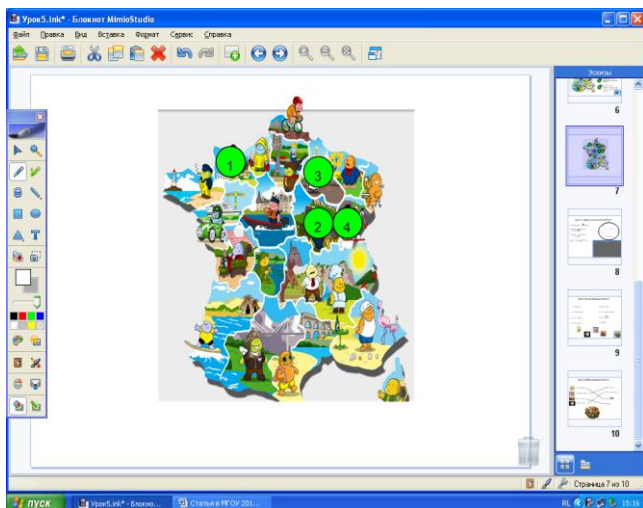 Урок5.ink* - Блокнот MimioStudio
Файл Правка Вид Вставка Формат Сервис Справка
Эскизы
6
1
3
2 4
7
8
9
10
Страница 7 из 10
пуск Урок5.ink* - Блокно... Статья в МГОУ 201... RL 15:16